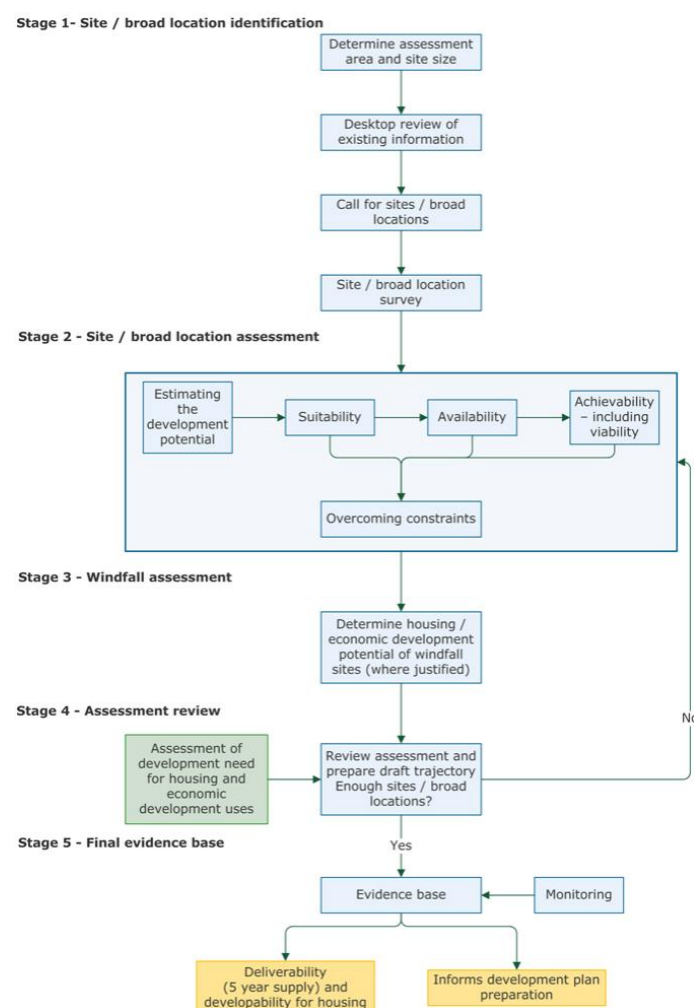 Stage 1- Site / broad location identification
Determine assessment
area and site size
Desktop review of
existing information
Call for sites / broad
locations
Site / broad location
survey
Stage 2 - Site / broad location assessment
Estimating
the
development
potential
Suitability
Availability
Achievability
– including
viability
Overcoming constraints
Stage 3 - Windfall assessment
Determine housing /
economic development
potential of windfall
sites (where justified)
Stage 4 - Assessment review
No
Assessment of
development need
for housing and
economic
development uses
Review assessment and
prepare draft trajectory
Enough sites / broad
locations?
Stage 5 - Final evidence base
Yes
Evidence base
Monitoring
Deliverability
(5 year supply) and
developability for housing
Informs development plan
preparation